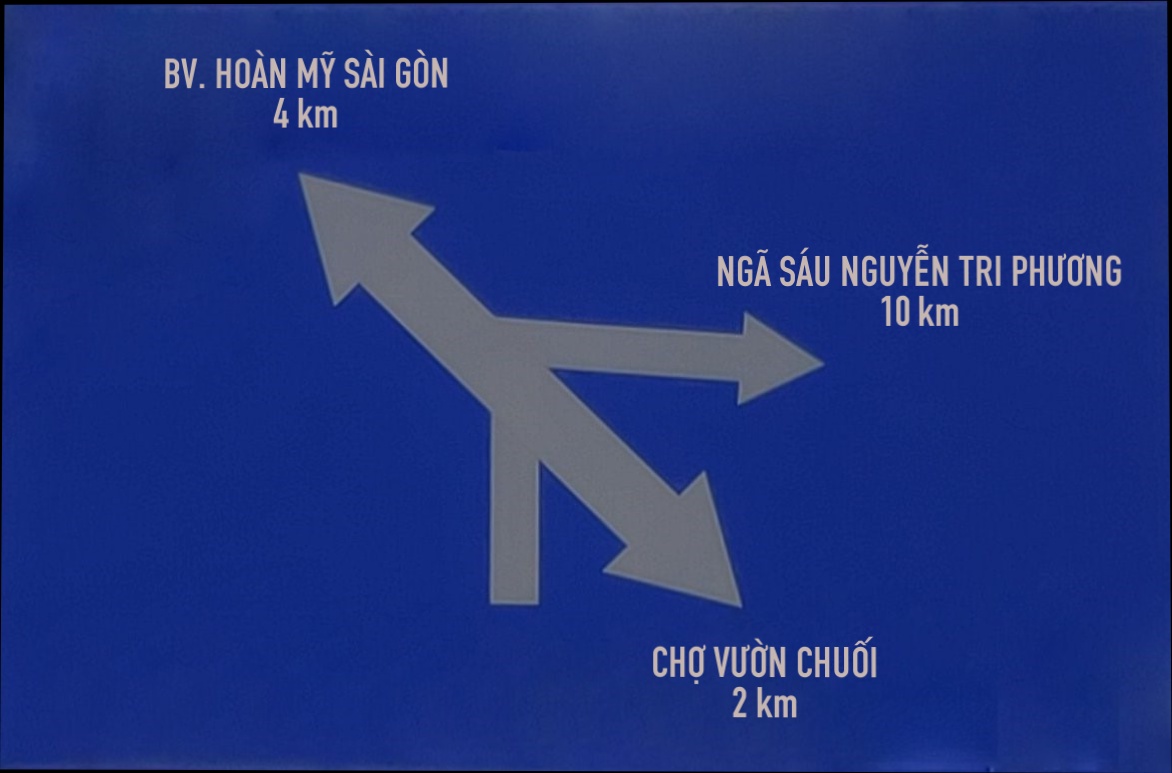 BV. HOÀN MỸ SÀI GÒN
4 km
NGÃ SÁU NGUYỄN TRI PHƯƠNG
10 km
CHỢ VƯỜN CHUỐI
2 km